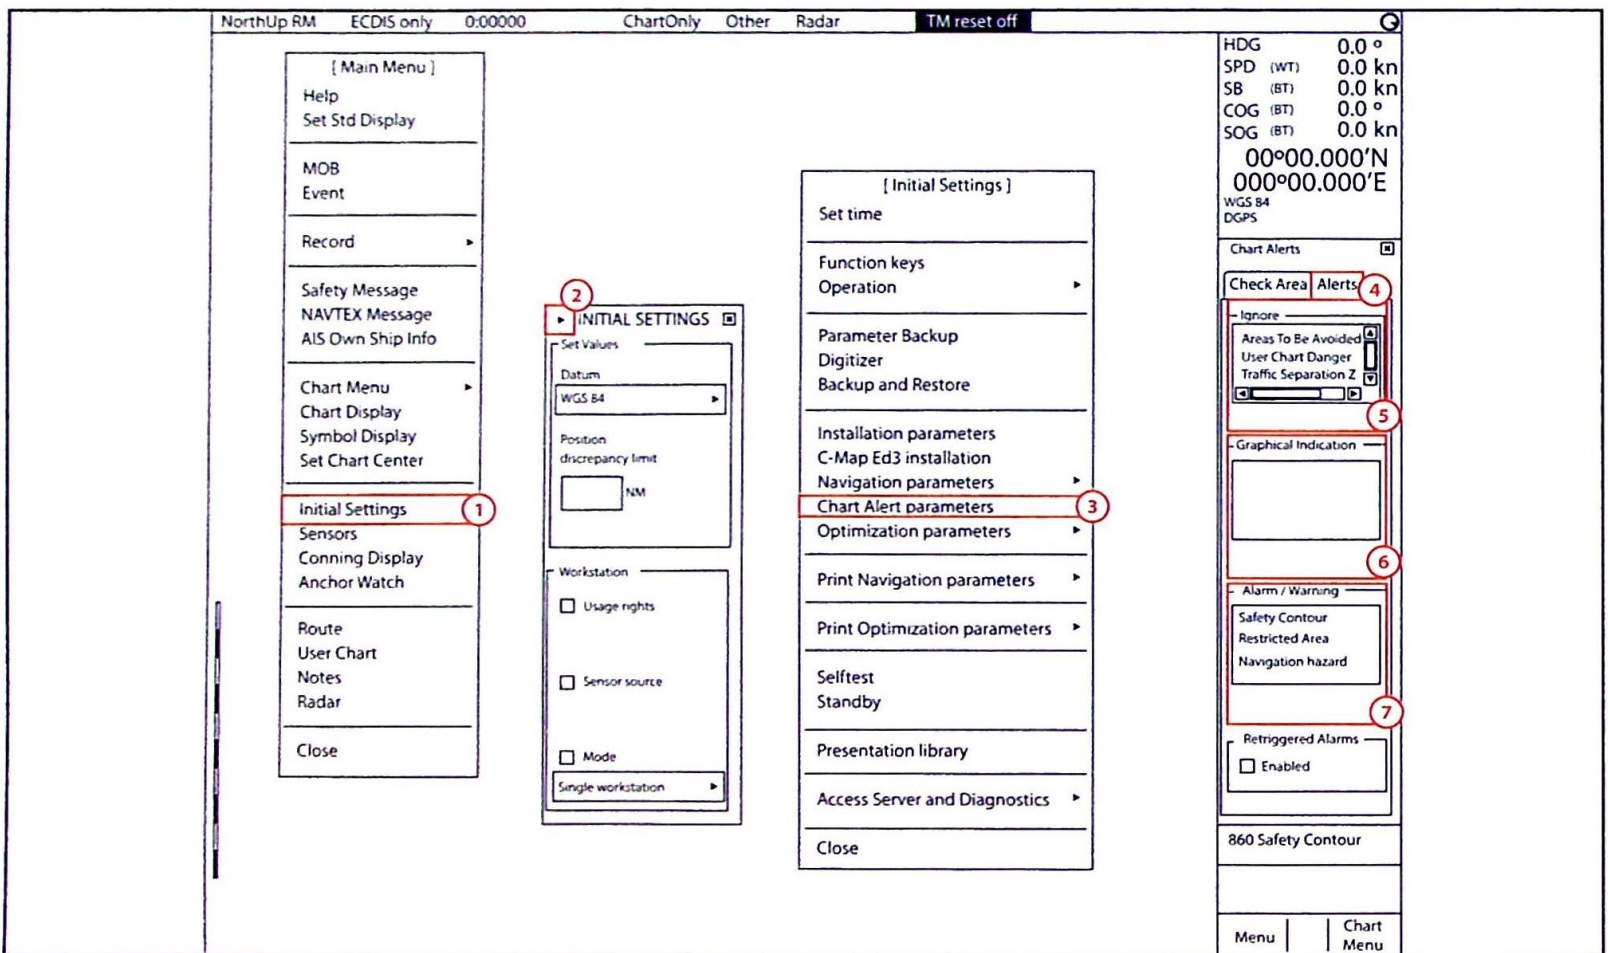 NorthUp RM ECDIS only 0:00000 ChartOnly Other Radar TM reset off
[ Main Menu ]
Help
Set Std Display
MOB
Event
Record
Safety Message
NAVTEX Message
AIS Own Ship Info
Chart Menu
Chart Display
Symbol Display
Set Chart Center
Initial Settings 1
Sensors
Conning Display
Anchor Watch
Route
User Chart
Notes
Radar
Close
2
INITIAL SETTINGS
Set Values
Datum
WGS 84
Position
discrepancy limit
NM
Workstation
Usage rights
Sensor source
Mode
Single workstation
[ Initial Settings ]
Set time
Function keys
Operation
Parameter Backup
Digitizer
Backup and Restore
Installation parameters
C-Map Ed3 installation
Navigation parameters
Chart Alert parameters 3
Optimization parameters
Print Navigation parameters
Print Optimization parameters
Selftest
Standby
Presentation library
Access Server and Diagnostics
Close
HDG 0.0 °
SPD (WT) 0.0 kn
SB (BT) 0.0 kn
COG (BT) 0.0 °
SOG (BT) 0.0 kn
00°00.000'N
000°00.000'E
WGS 84
DGPS
Chart Alerts
Check Area Alerts 4
Ignore
Areas To Be Avoided
User Chart Danger
Traffic Separation Z
5
Graphical Indication
6
Alarm / Warning
Safety Contour
Restricted Area
Navigation hazard
7
Retriggered Alarms
Enabled
860 Safety Contour
Menu Chart
Menu